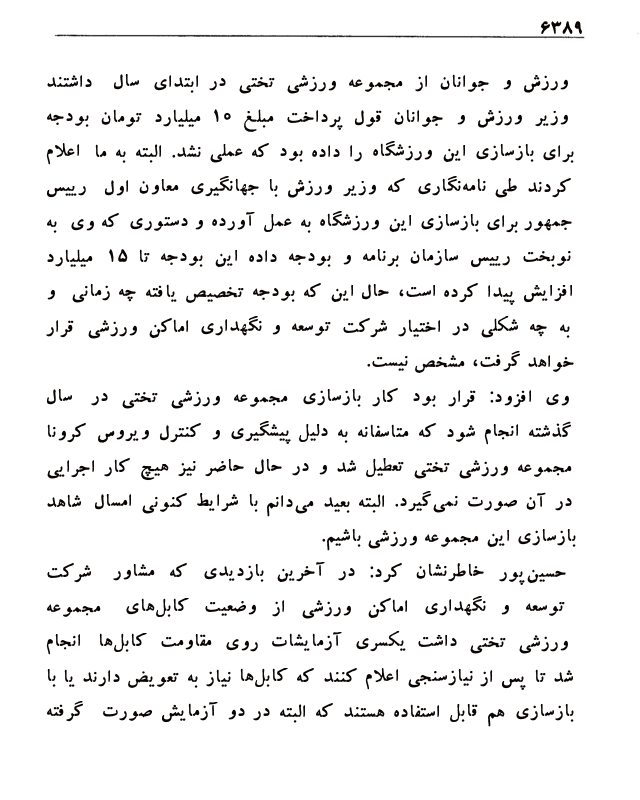 ۶۳۸۹
ورزش و جوانان از مجموعه ورزشی تختی در ابتدای سال داشتند
وزیر ورزش و جوانان قول پرداخت مبلغ ۱۰ میلیارد تومان بودجه
برای بازسازی این ورزشگاه را داده بود که عملی نشد. البته به ما اعلام
کردند طی نامه‌نگاری که وزیر ورزش با جهانگیری معاون اول رییس
جمهور برای بازسازی این ورزشگاه به عمل آورده و دستوری که وی به
نوبخت رییس سازمان برنامه و بودجه داده این بودجه تا ۱۵ میلیارد
افزایش پیدا کرده است، حال این که بودجه تخصیص یافته چه زمانی و
به چه شکلی در اختیار شرکت توسعه و نگهداری اماکن ورزشی قرار
خواهد گرفت، مشخص نیست.
وی افزود: قرار بود کار بازسازی مجموعه ورزشی تختی در سال
گذشته انجام شود که متاسفانه به دلیل پیشگیری و کنترل ویروس کرونا
مجموعه ورزشی تختی تعطیل شد و در حال حاضر نیز هیچ کار اجرایی
در آن صورت نمی‌گیرد. البته بعید می‌دانم با شرایط کنونی امسال شاهد
بازسازی این مجموعه ورزشی باشیم.
حسین‌پور خاطرنشان کرد: در آخرین بازدیدی که مشاور شرکت
توسعه و نگهداری اماکن ورزشی از وضعیت کابل‌های مجموعه
ورزشی تختی داشت یکسری آزمایشات روی مقاومت کابل‌ها انجام
شد تا پس از نیازسنجی اعلام کنند که کابل‌ها نیاز به تعویض دارند یا با
بازسازی هم قابل استفاده هستند که البته در دو آزمایش صورت گرفته